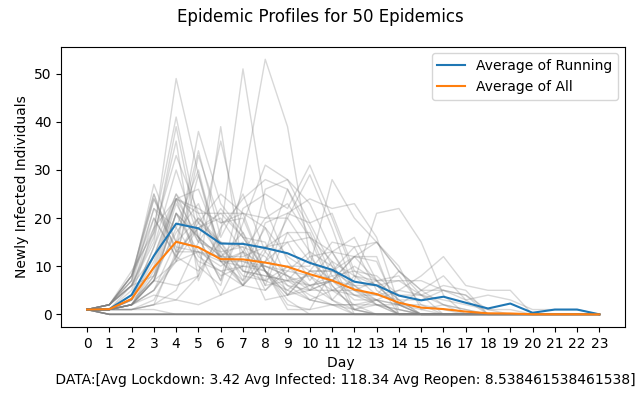 Epidemic Profiles for 50 Epidemics
Average of Running
Average of All
Newly Infected Individuals
50
40
30
20
10
0
0 1 2 3 4 5 6 7 8 9 10 11 12 13 14 15 16 17 18 19 20 21 22 23
Day
DATA:[Avg Lockdown: 3.42 Avg Infected: 118.34 Avg Reopen: 8.538461538461538]